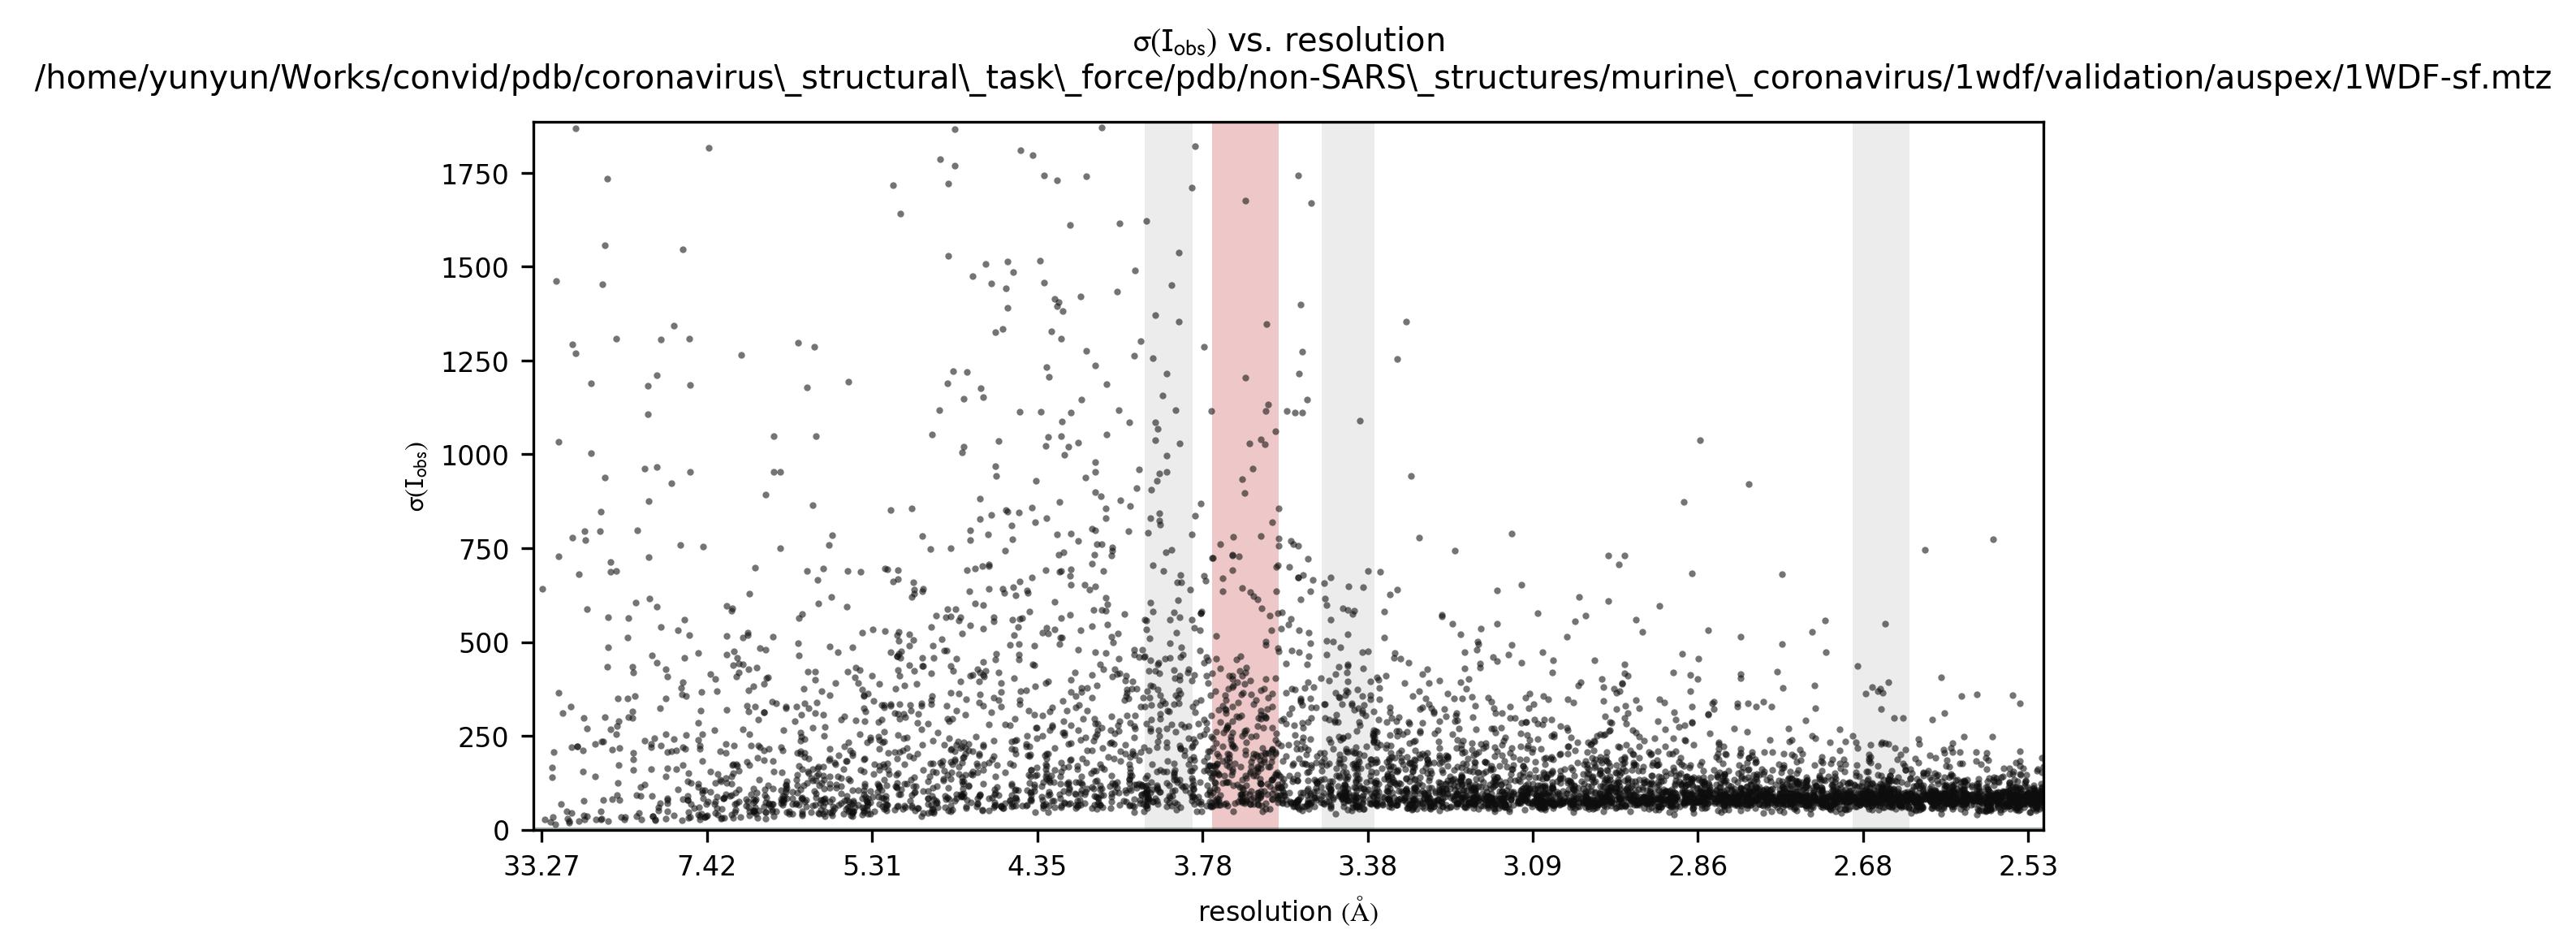 σ(I_obs) vs. resolution
/home/yunyun/Works/convid/pdb/coronavirus\_structural\_task\_force/pdb/non-SARS\_structures/murine\_coronavirus/1wdf/validation/auspex/1WDF-sf.mtz
1750
1500
1250
1000
750
500
250
0
σ(I_obs)
33.27 7.42 5.31 4.35 3.78 3.38 3.09 2.86 2.68 2.53
resolution (Å)